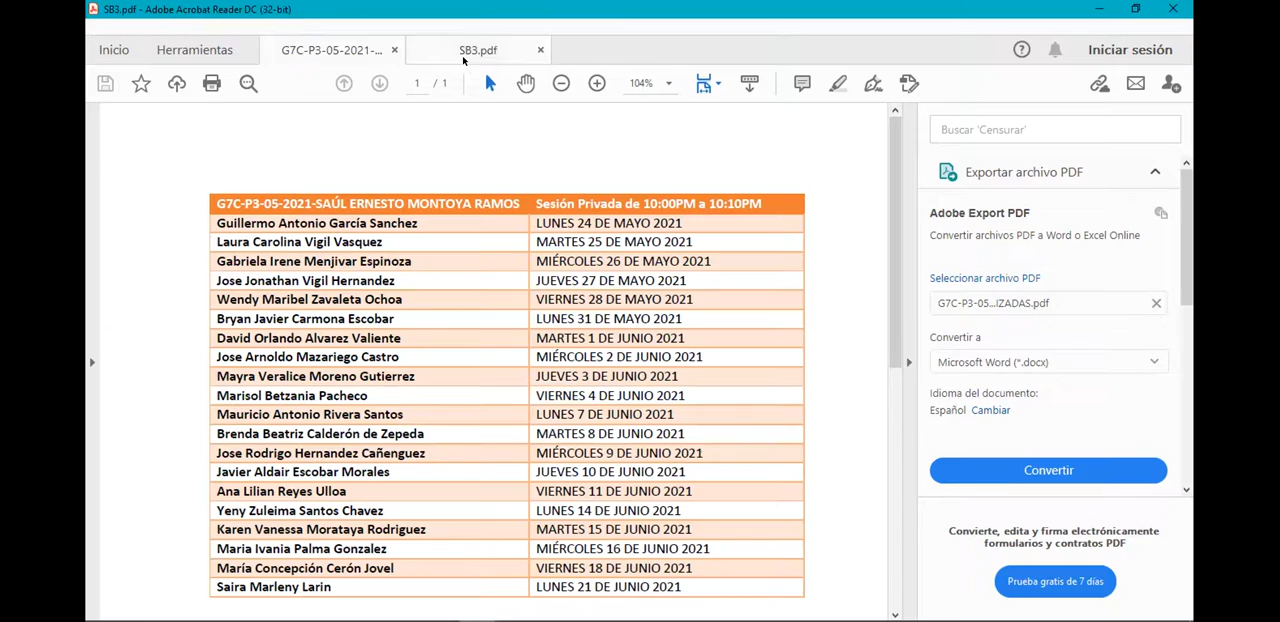 SB3.pdf - Adobe Acrobat Reader DC (32-bit)
Inicio Herramientas G7C-P3-05-2021-... SB3.pdf Iniciar sesión
1 / 1 104%
Buscar 'Censurar'
Exportar archivo PDF
Adobe Export PDF
Convertir archivos PDF a Word o Excel Online
Seleccionar archivo PDF
G7C-P3-05...IZADAS.pdf
Convertir a
Microsoft Word (*.docx)
Idioma del documento:
Español Cambiar
Convertir
Convierte, edita y firma electrónicamente
formularios y contratos PDF
Prueba gratis de 7 días
G7C-P3-05-2021-SAÚL ERNESTO MONTOYA RAMOS Sesión Privada de 10:00PM a 10:10PM
Guillermo Antonio García Sanchez LUNES 24 DE MAYO 2021
Laura Carolina Vigil Vasquez MARTES 25 DE MAYO 2021
Gabriela Irene Menjivar Espinoza MIÉRCOLES 26 DE MAYO 2021
Jose Jonathan Vigil Hernandez JUEVES 27 DE MAYO 2021
Wendy Maribel Zavaleta Ochoa VIERNES 28 DE MAYO 2021
Bryan Javier Carmona Escobar LUNES 31 DE MAYO 2021
David Orlando Alvarez Valiente MARTES 1 DE JUNIO 2021
Jose Arnoldo Mazariego Castro MIÉRCOLES 2 DE JUNIO 2021
Mayra Veralice Moreno Gutierrez JUEVES 3 DE JUNIO 2021
Marisol Betzania Pacheco VIERNES 4 DE JUNIO 2021
Mauricio Antonio Rivera Santos LUNES 7 DE JUNIO 2021
Brenda Beatriz Calderón de Zepeda MARTES 8 DE JUNIO 2021
Jose Rodrigo Hernandez Cañenguez MIÉRCOLES 9 DE JUNIO 2021
Javier Aldair Escobar Morales JUEVES 10 DE JUNIO 2021
Ana Lilian Reyes Ulloa VIERNES 11 DE JUNIO 2021
Yeny Zuleima Santos Chavez LUNES 14 DE JUNIO 2021
Karen Vanessa Morataya Rodriguez MARTES 15 DE JUNIO 2021
Maria Ivania Palma Gonzalez MIÉRCOLES 16 DE JUNIO 2021
María Concepción Cerón Jovel VIERNES 18 DE JUNIO 2021
Saira Marleny Larin LUNES 21 DE JUNIO 2021